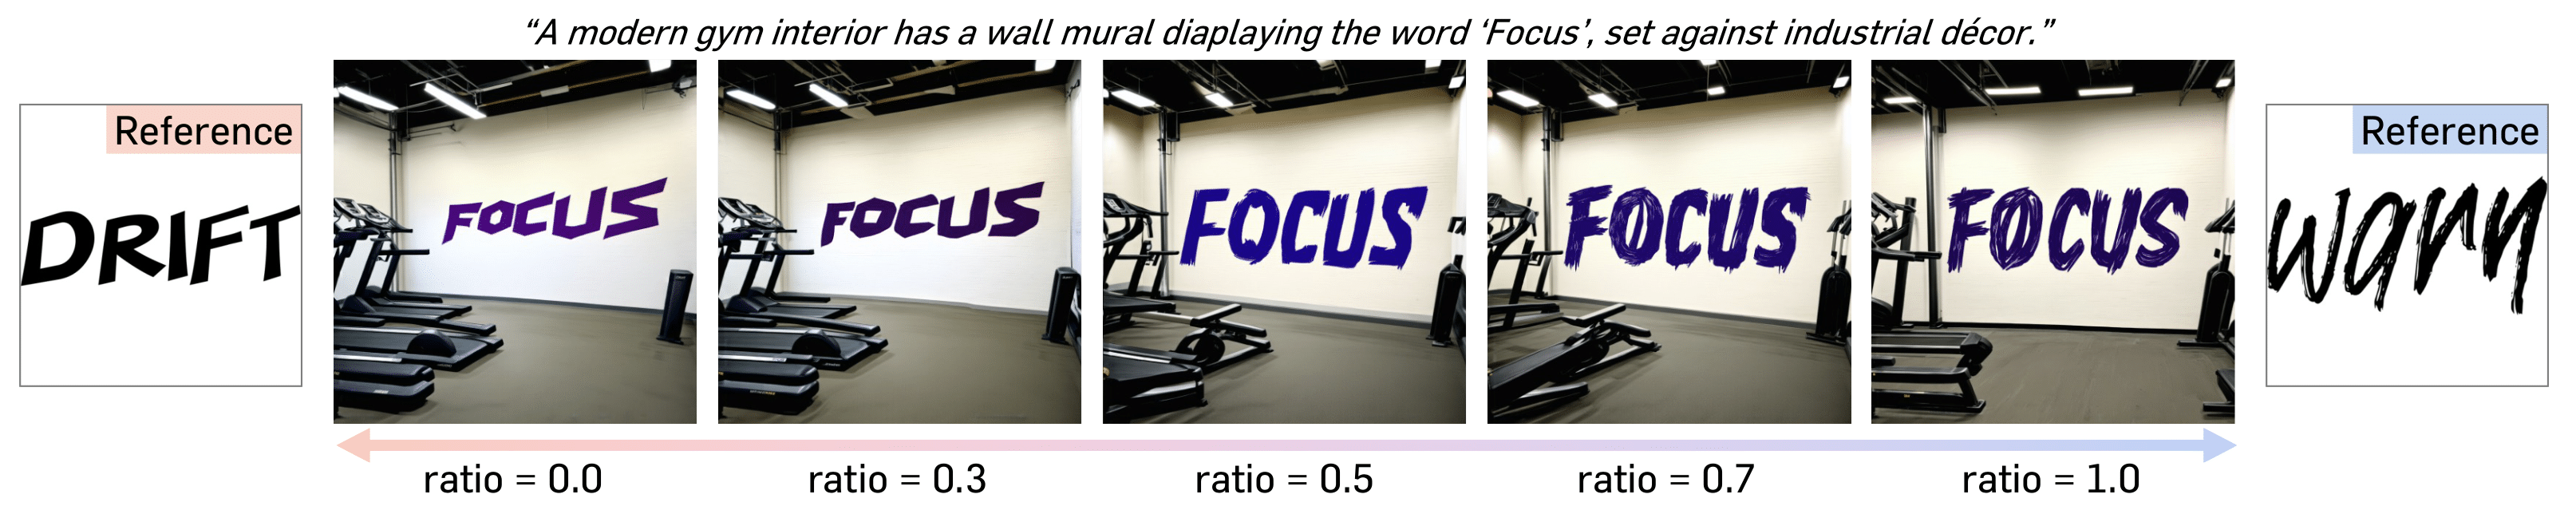 “A modern gym interior has a wall mural diaplaying the word ‘Focus’, set against industrial décor.”
Reference
DRIFT
FOCUS
FOCUS
FOCUS
FOCUS
FOCUS
Reference
warn
ratio = 0.0
ratio = 0.3
ratio = 0.5
ratio = 0.7
ratio = 1.0